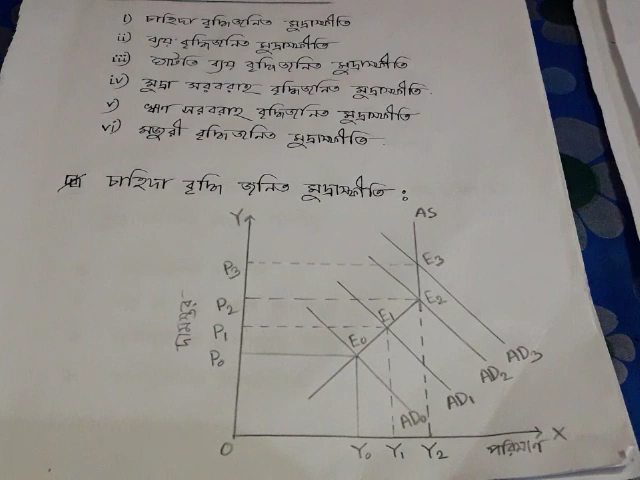 i) চাহিদা বৃদ্ধিজনিত মুদ্রাস্ফীতি
ii) ব্যয় বৃদ্ধিজনিত মুদ্রাস্ফীতি
iii) ঘাটতি ব্যয় বৃদ্ধিজনিত মুদ্রাস্ফীতি
iv) মুদ্রা সরবরাহ বৃদ্ধিজনিত মুদ্রাস্ফীতি.
v) ঋণ সরবরাহ বৃদ্ধিজনিত মুদ্রাস্ফীতি
vi) মজুরী বৃদ্ধিজনিত মুদ্রাস্ফীতি.
চাহিদা বৃদ্ধি জনিত মুদ্রাস্ফীতি :
Y AS
P3 E3
P2 E2
দামস্তর
P1 E1
P0 E0
AD3
AD2
AD1
AD0
O Y0 Y1 Y2 পরিমাণ X